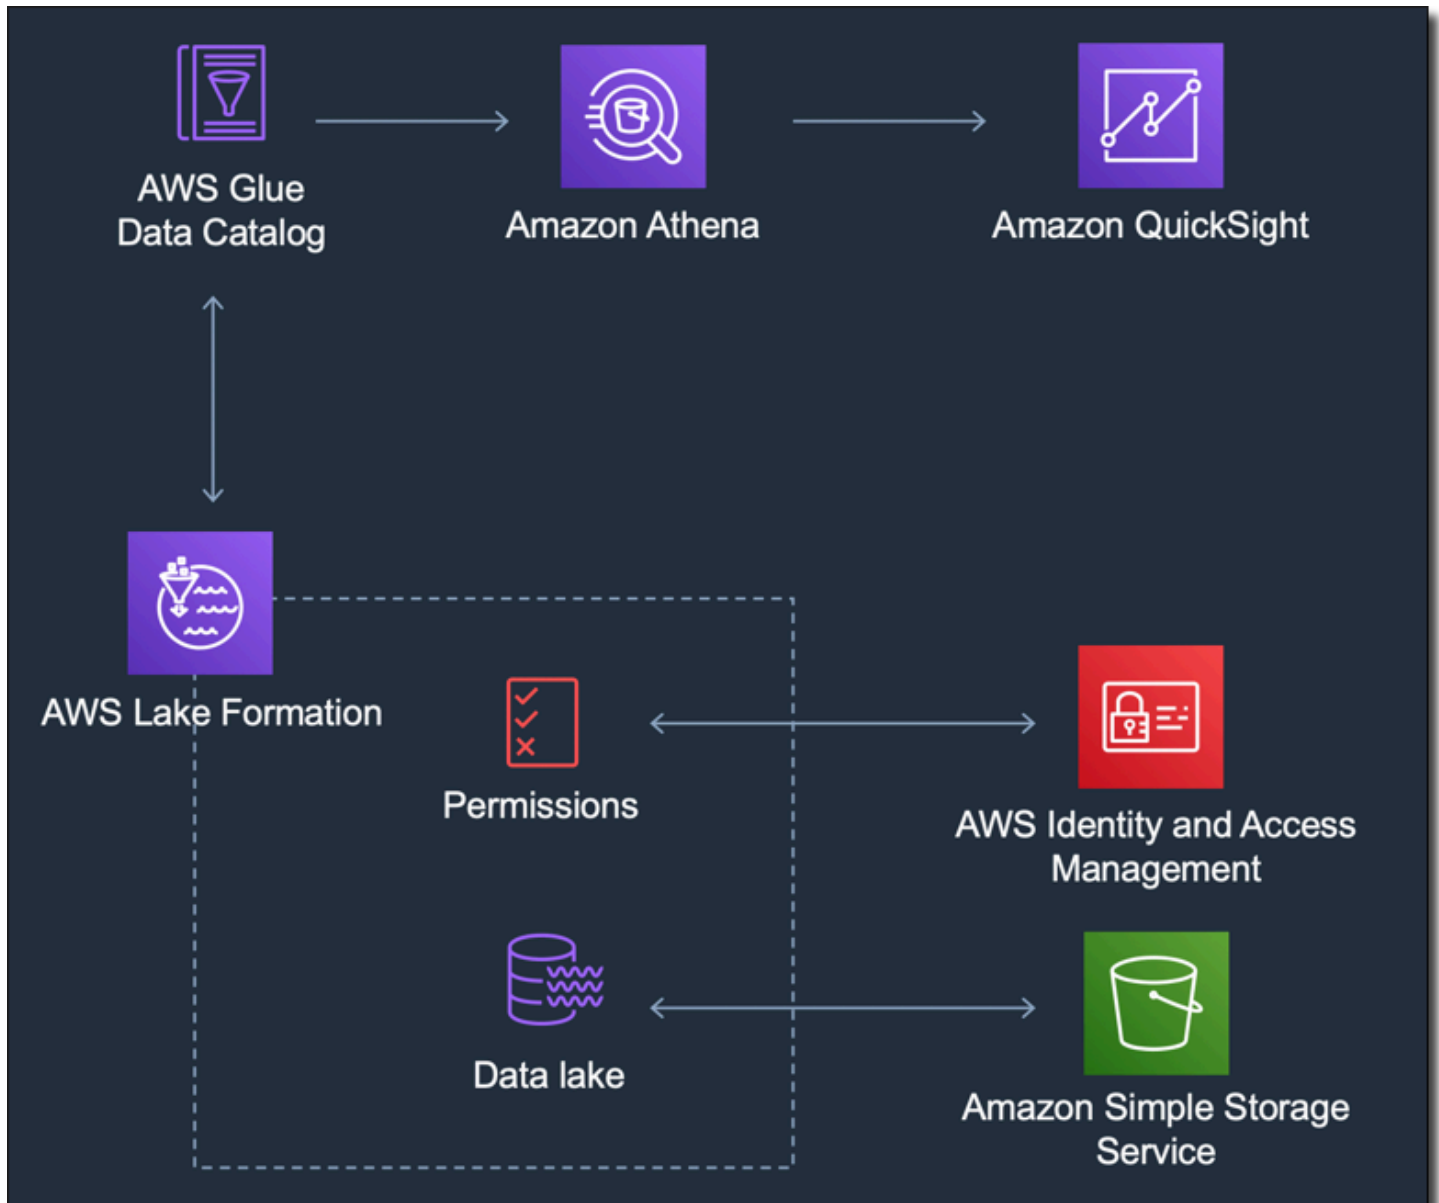 AWS Glue
Data Catalog
Amazon Athena
Amazon QuickSight
AWS Lake Formation
Permissions
AWS Identity and Access
Management
Data lake
Amazon Simple Storage
Service